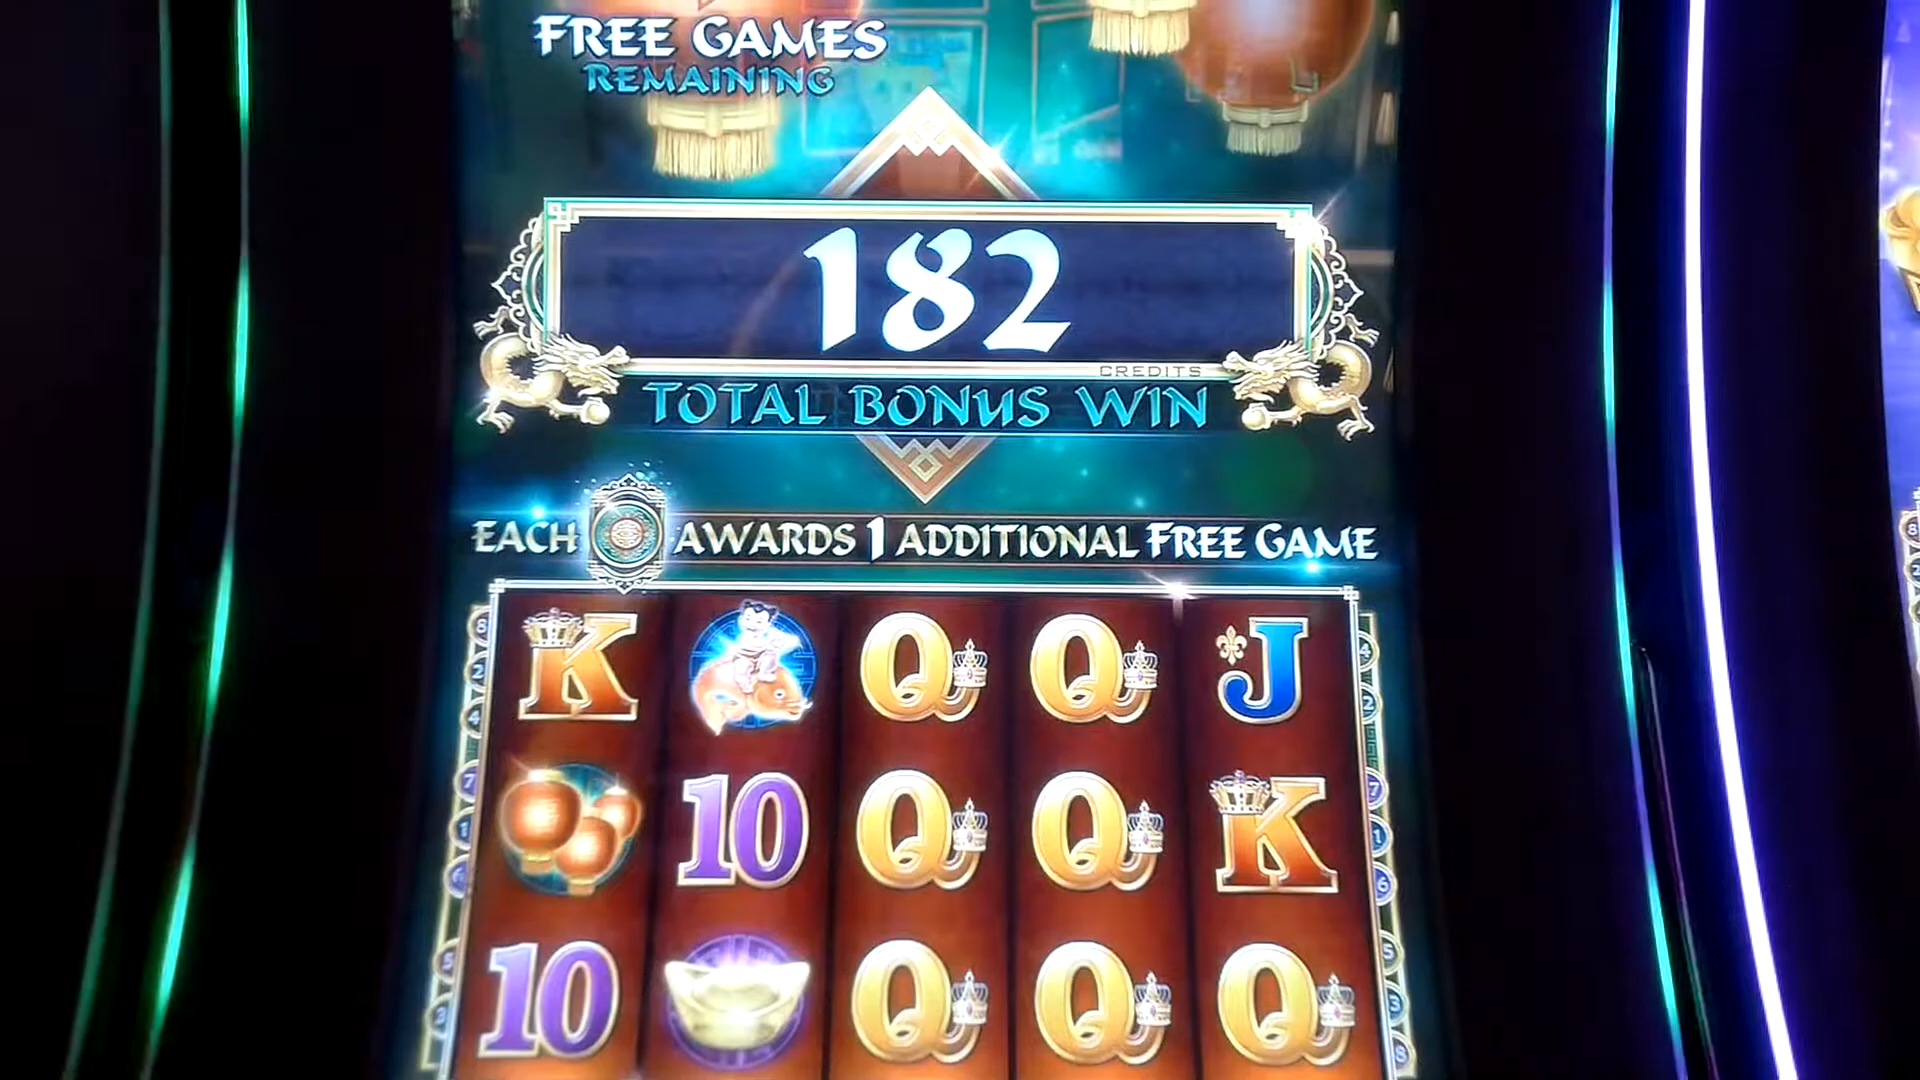 FREE GAMES
REMAINING
182
CREDITS
TOTAL BONUS WIN
EACH AWARDS 1 ADDITIONAL FREE GAME
K Q Q J
10 Q Q K
10 Q Q Q